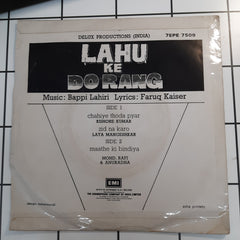 DELUX PRODUCTIONS (INDIA)
7EPE 7509
LAHU
KE
DO RANG
Music: Bappi Lahiri Lyrics: Faruq Kaiser
SIDE 1
chahiye thoda pyar
KISHORE KUMAR
zid na karo
LATA MANGESHKAR
SIDE 2
maathe ki bindiya
MOHD. RAFI
& ANURADHA
EMI